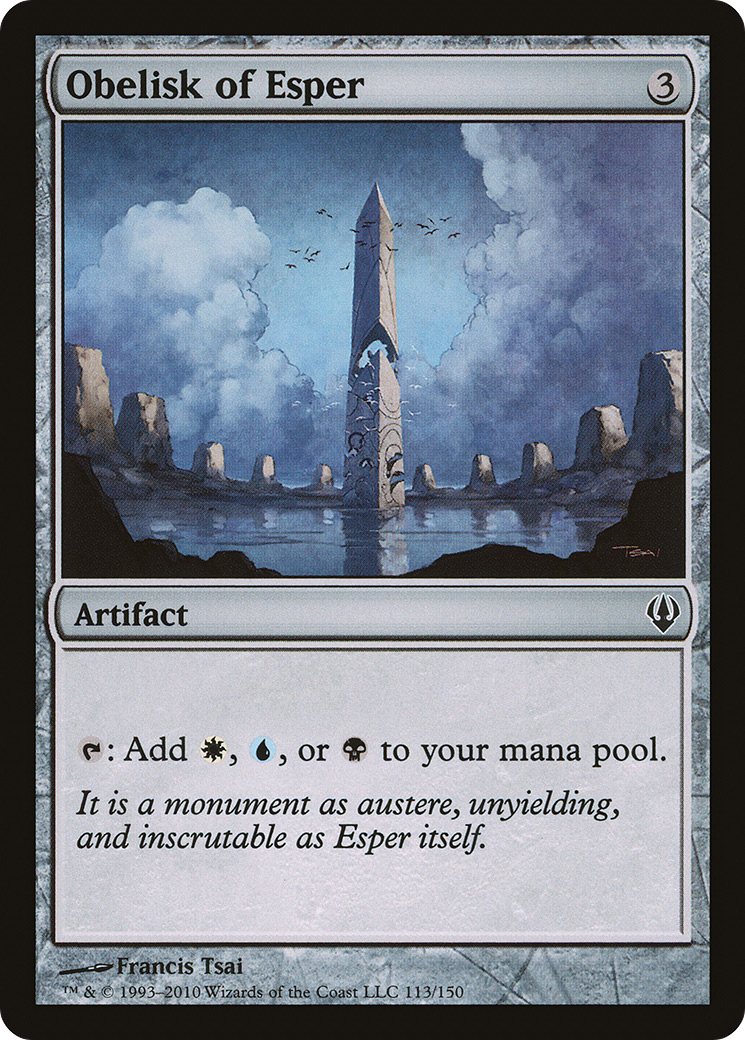 Obelisk of Esper 3
TSAI
Artifact
: Add , , or to your mana pool.
It is a monument as austere, unyielding,
and inscrutable as Esper itself.
Francis Tsai
™ & © 1993–2010 Wizards of the Coast LLC 113/150